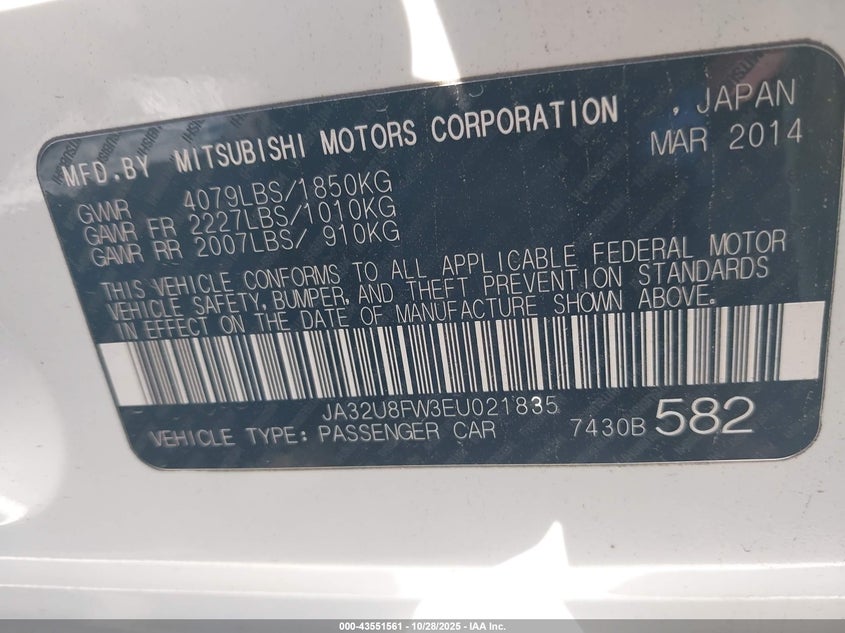 MFD.BY MITSUBISHI MOTORS CORPORATION , JAPAN
MAR 2014
GVWR 4079LBS/1850KG
GAWR FR 2227LBS/1010KG
GAWR RR 2007LBS/ 910KG
THIS VEHICLE CONFORMS TO ALL APPLICABLE FEDERAL MOTOR
VEHICLE SAFETY, BUMPER, AND THEFT PREVENTION STANDARDS
IN EFFECT ON THE DATE OF MANUFACTURE SHOWN ABOVE.
JA32U8FW3EU021835
VEHICLE TYPE: PASSENGER CAR 7430B 582
000-43551561 - 10/28/2025 - IAA Inc.